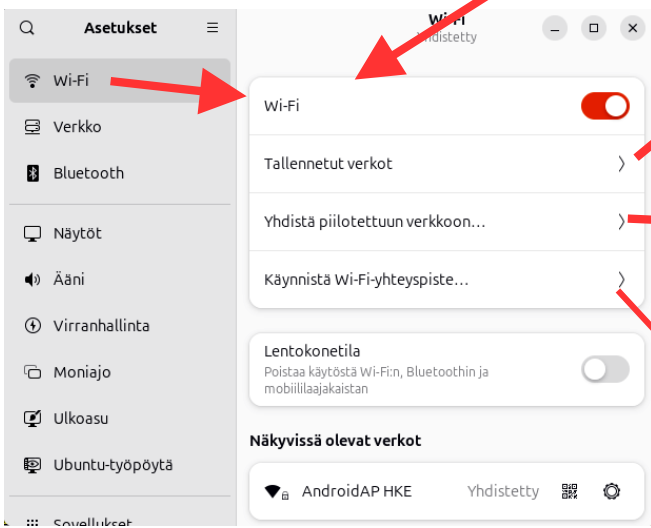 Asetukset
Wi-Fi
Yhdistetty
Wi-Fi
Verkko
Bluetooth
Näytöt
Ääni
Virranhallinta
Moniajo
Ulkoasu
Ubuntu-työpöytä
Sovellukset
Wi-Fi
Tallennetut verkot
Yhdistä piilotettuun verkkoon...
Käynnistä Wi-Fi-yhteyspiste...
Lentokonetila
Poistaa käytöstä Wi-Fi:n, Bluetoothin ja
mobiililaajakaistan
Näkyvissä olevat verkot
AndroidAP HKE Yhdistetty